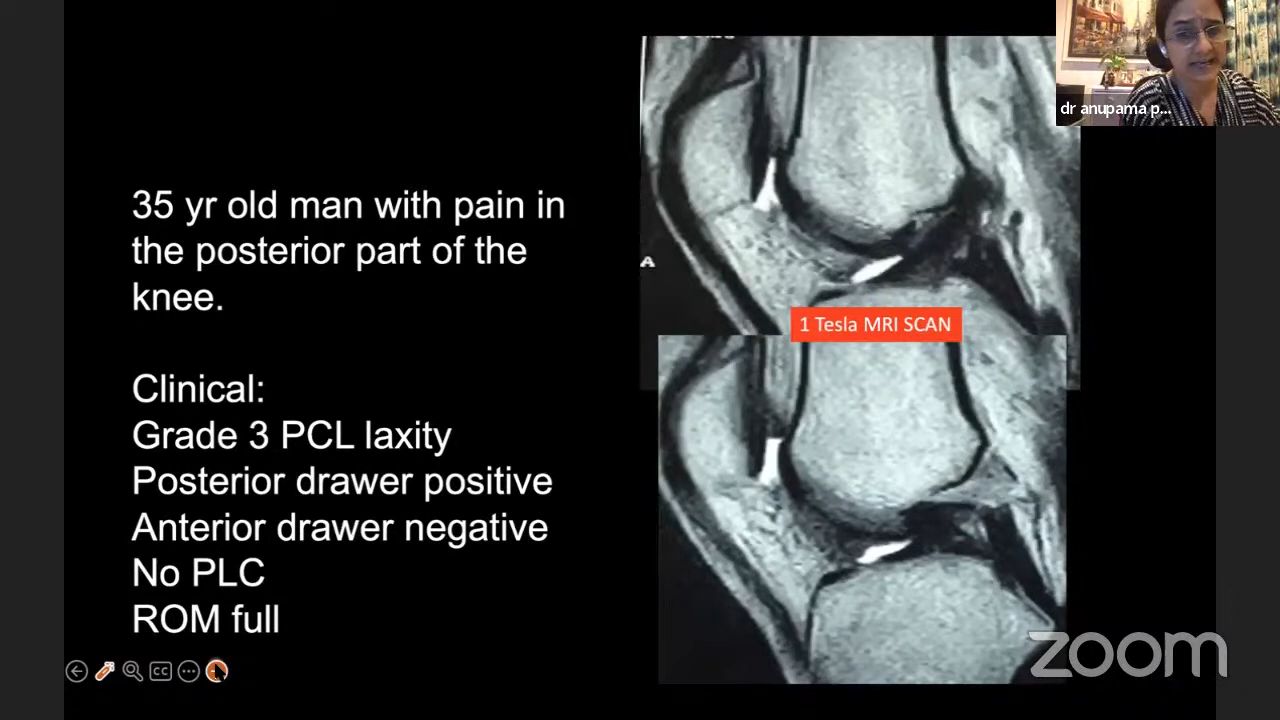 dr anupama p...
35 yr old man with pain in
the posterior part of the
knee.
Clinical:
Grade 3 PCL laxity
Posterior drawer positive
Anterior drawer negative
No PLC
ROM full
A
1 Tesla MRI SCAN
CC
zoom